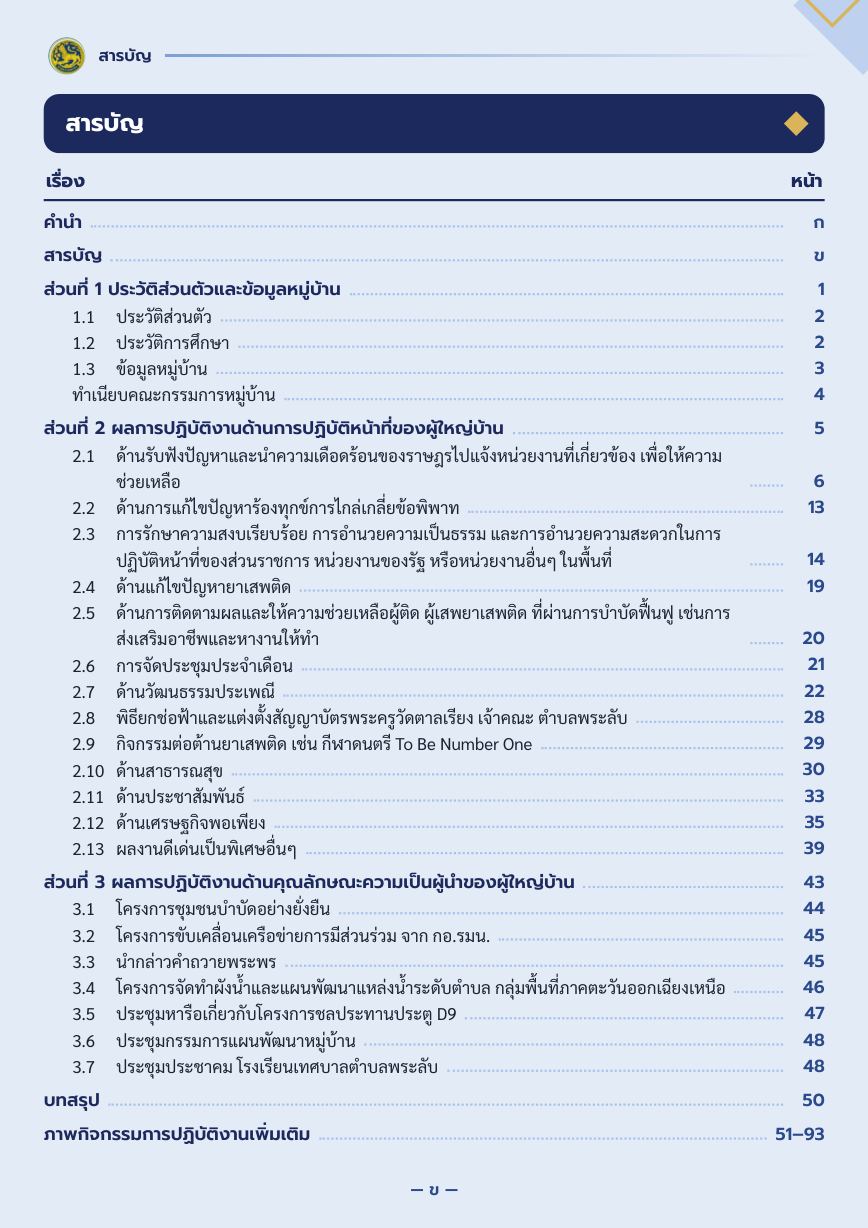 สารบัญ
สารบัญ
เรื่อง หน้า
คำนำ ก
สารบัญ ข
ส่วนที่ 1 ประวัติส่วนตัวและข้อมูลหมู่บ้าน 1
1.1 ประวัติส่วนตัว 2
1.2 ประวัติการศึกษา 2
1.3 ข้อมูลหมู่บ้าน 3
ทำเนียบคณะกรรมการหมู่บ้าน 4
ส่วนที่ 2 ผลการปฏิบัติงานด้านการปฏิบัติหน้าที่ของผู้ใหญ่บ้าน 5
2.1 ด้านรับฟังปัญหาและนำความเดือดร้อนของราษฎรไปแจ้งหน่วยงานที่เกี่ยวข้อง เพื่อให้ความ
ช่วยเหลือ 6
2.2 ด้านการแก้ไขปัญหาร้องทุกข์การไกล่เกลี่ยข้อพิพาท 13
2.3 การรักษาความสงบเรียบร้อย การอำนวยความเป็นธรรม และการอำนวยความสะดวกในการ
ปฏิบัติหน้าที่ของส่วนราชการ หน่วยงานของรัฐ หรือหน่วยงานอื่นๆ ในพื้นที่ 14
2.4 ด้านแก้ไขปัญหายาเสพติด 19
2.5 ด้านการติดตามผลและให้ความช่วยเหลือผู้ติด ผู้เสพยาเสพติด ที่ผ่านการบำบัดฟื้นฟู เช่นการ
ส่งเสริมอาชีพและหางานให้ทำ 20
2.6 การจัดประชุมประจำเดือน 21
2.7 ด้านวัฒนธรรมประเพณี 22
2.8 พิธียกช่อฟ้าและแต่งตั้งสัญญาบัตรพระครูวัดตาลเรียง เจ้าคณะ ตำบลพระลับ 28
2.9 กิจกรรมต่อต้านยาเสพติด เช่น กีฬาดนตรี To Be Number One 29
2.10 ด้านสาธารณสุข 30
2.11 ด้านประชาสัมพันธ์ 33
2.12 ด้านเศรษฐกิจพอเพียง 35
2.13 ผลงานดีเด่นเป็นพิเศษอื่นๆ 39
ส่วนที่ 3 ผลการปฏิบัติงานด้านคุณลักษณะความเป็นผู้นำของผู้ใหญ่บ้าน 43
3.1 โครงการชุมชนบำบัดอย่างยั่งยืน 44
3.2 โครงการขับเคลื่อนเครือข่ายการมีส่วนร่วม จาก กอ.รมน. 45
3.3 นำกล่าวคำถวายพระพร 45
3.4 โครงการจัดทำผังน้ำและแผนพัฒนาแหล่งน้ำระดับตำบล กลุ่มพื้นที่ภาคตะวันออกเฉียงเหนือ 46
3.5 ประชุมหารือเกี่ยวกับโครงการชลประทานประตู D9 47
3.6 ประชุมกรรมการแผนพัฒนาหมู่บ้าน 48
3.7 ประชุมประชาคม โรงเรียนเทศบาลตำบลพระลับ 48
บทสรุป 50
ภาพกิจกรรมการปฏิบัติงานเพิ่มเติม 51–93
— ข —